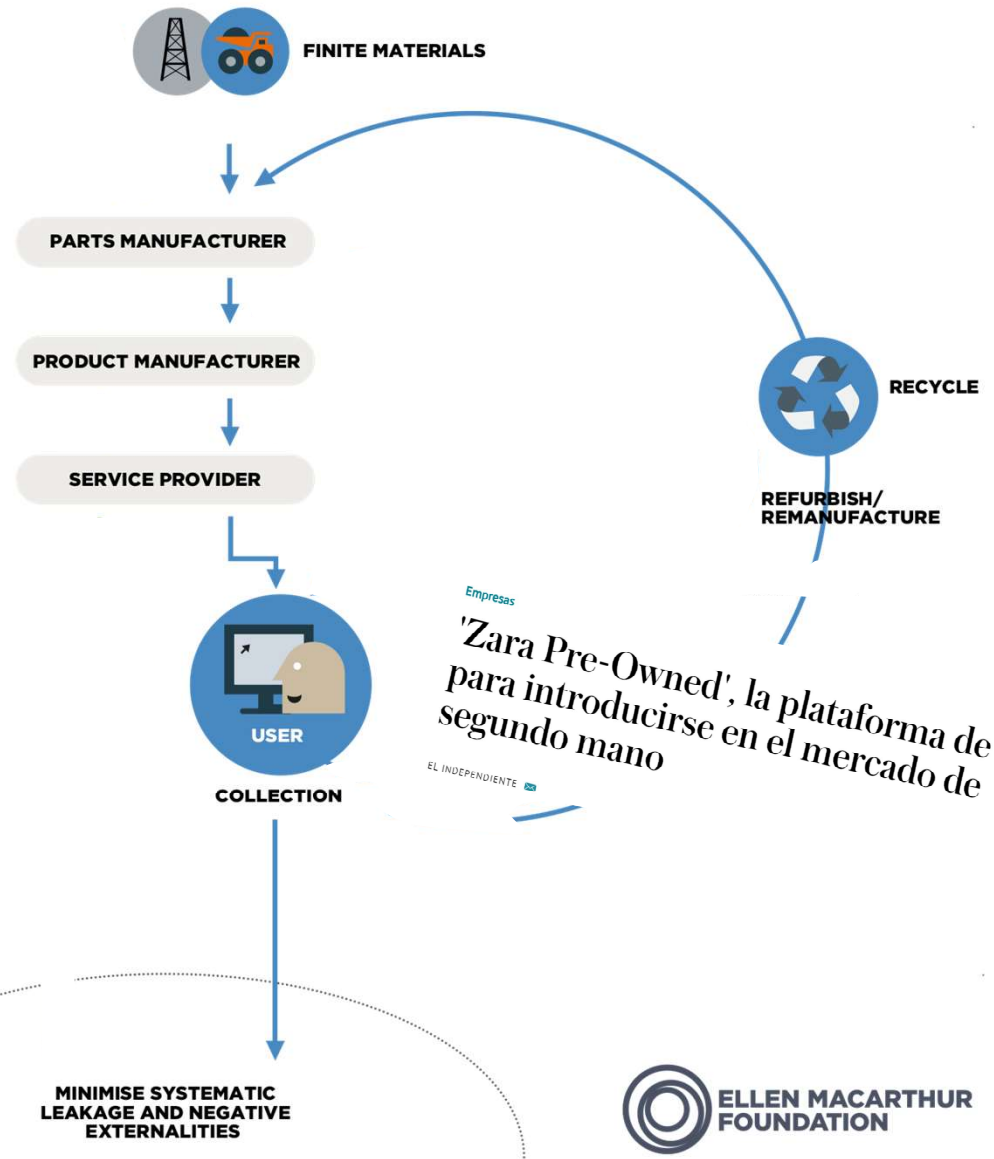 FINITE MATERIALS
PARTS MANUFACTURER
PRODUCT MANUFACTURER
RECYCLE
SERVICE PROVIDER
REFURBISH/
REMANUFACTURE
Empresas
'Zara Pre-Owned', la plataforma de
para introducirse en el mercado de
segundo mano
EL INDEPENDIENTE
USER
COLLECTION
MINIMISE SYSTEMATIC
LEAKAGE AND NEGATIVE
EXTERNALITIES
ELLEN MACARTHUR
FOUNDATION